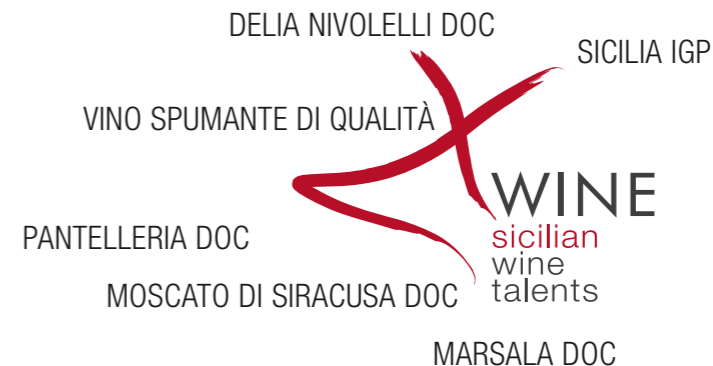 DELIA NIVOLELLI DOC
SICILIA IGP
VINO SPUMANTE DI QUALITÀ
WINE
sicilian
wine
talents
PANTELLERIA DOC
MOSCATO DI SIRACUSA DOC
MARSALA DOC